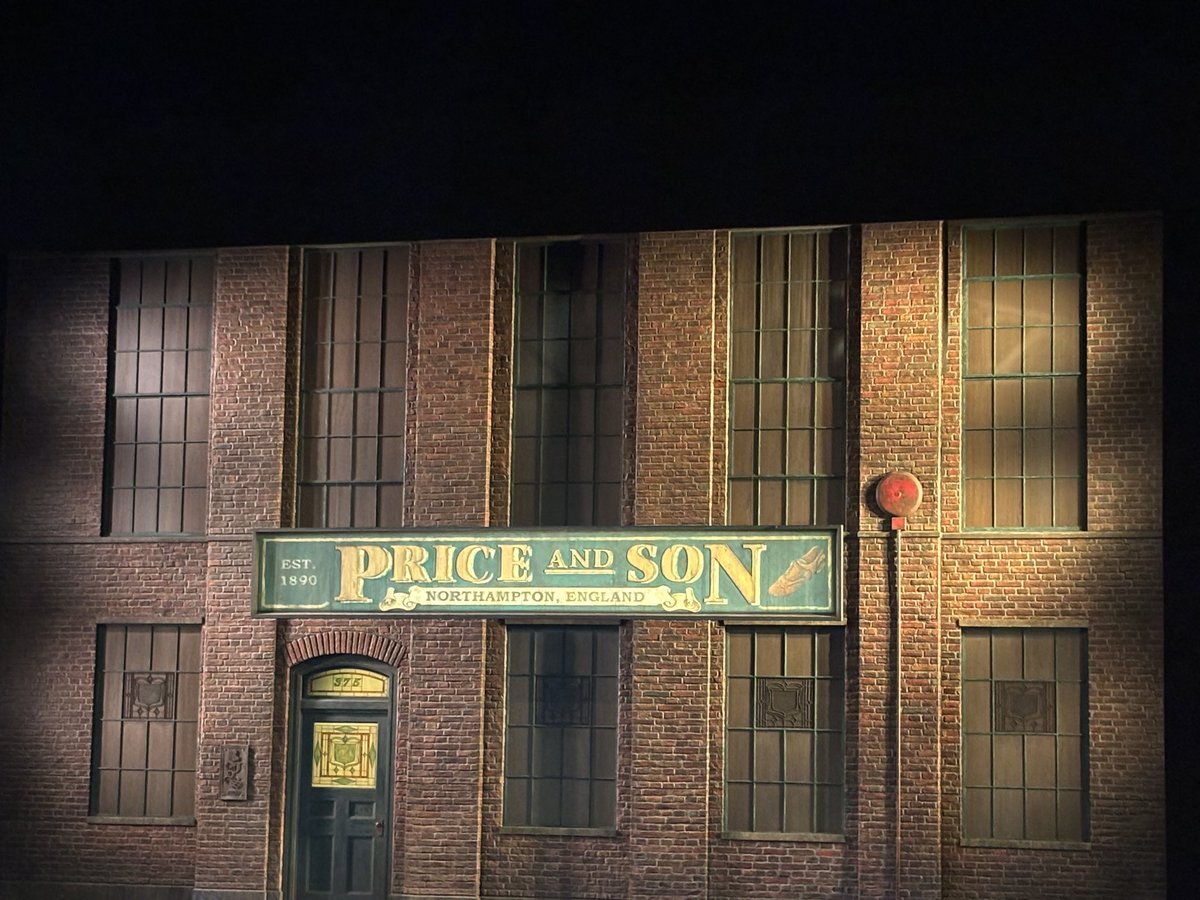 EST.
1890
PRICE AND SON
NORTHAMPTON, ENGLAND
375